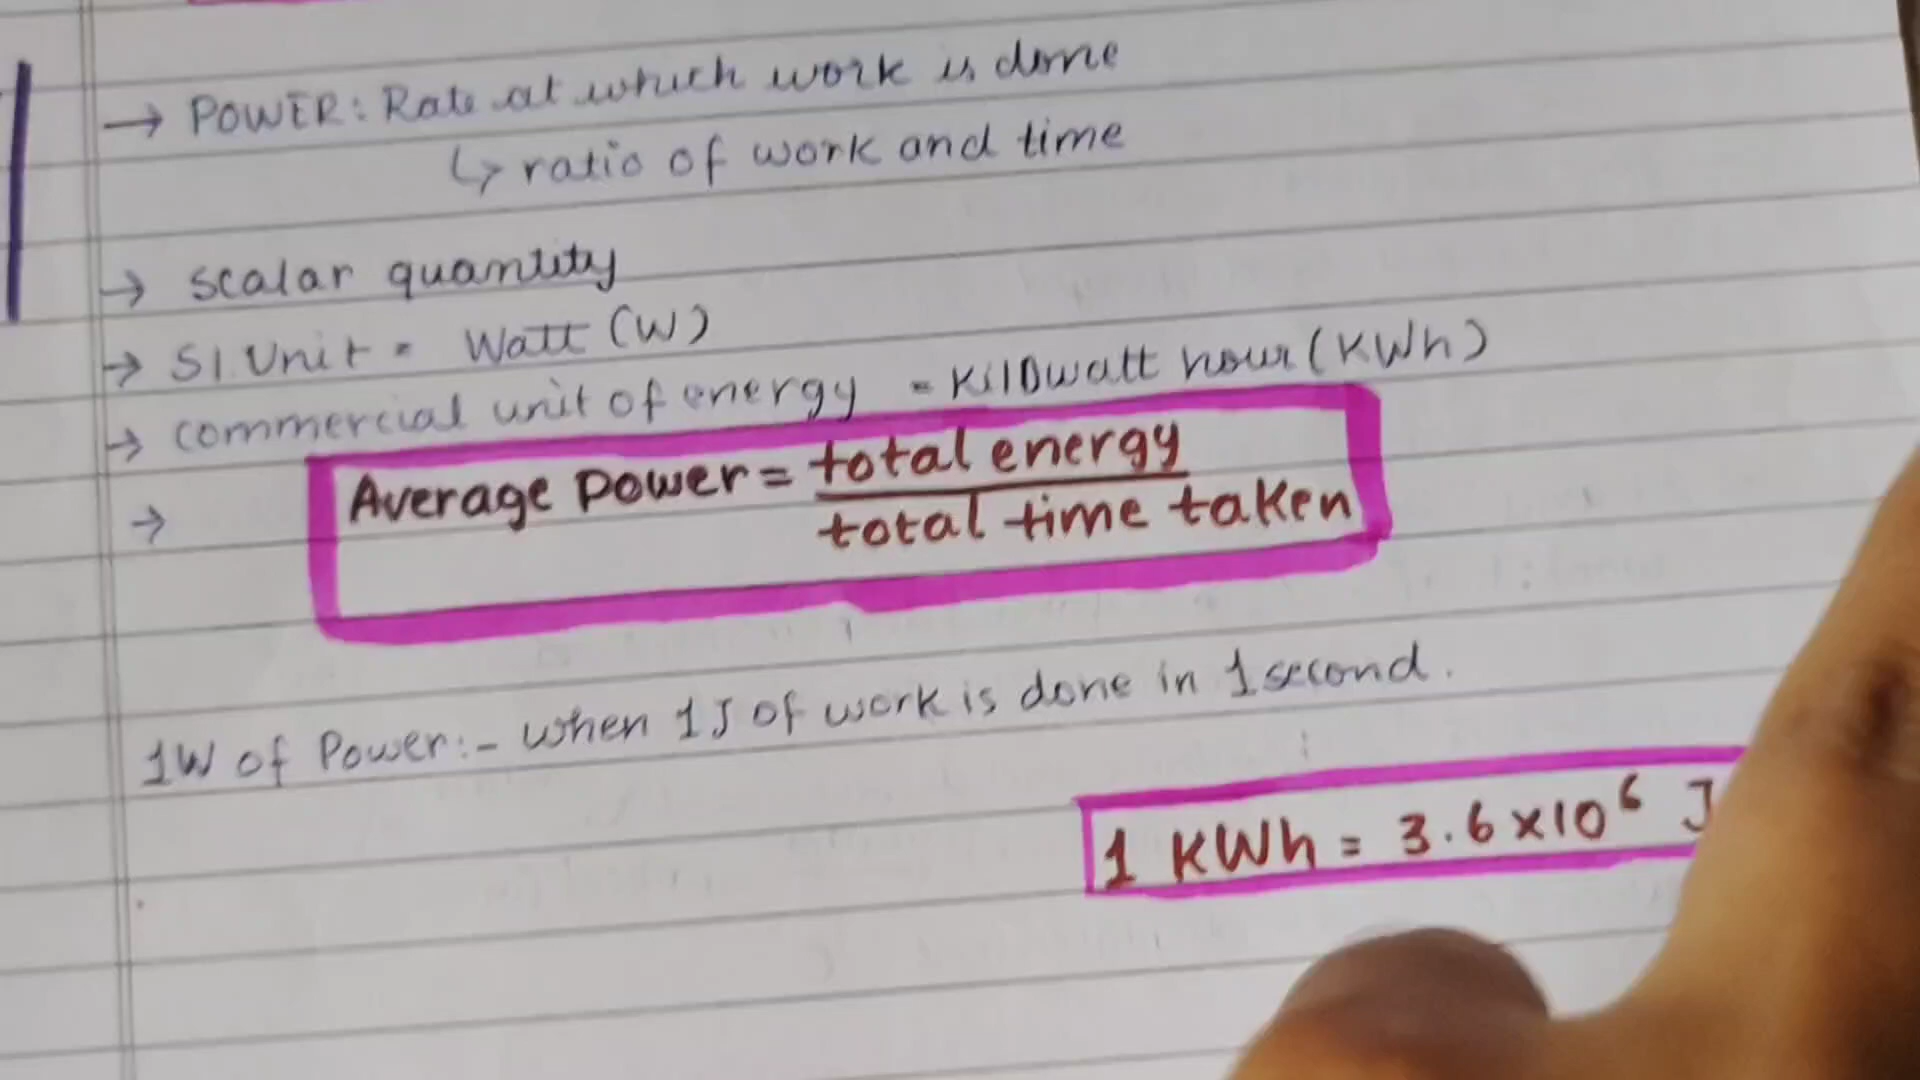 → POWER: Rate at which work is done
↳ ratio of work and time
→ scalar quantity
→ S.I. Unit = Watt (W)
→ commercial unit of energy = Kilowatt hour (KWh)
→ Average Power = total energy / total time taken
1W of Power:- when 1J of work is done in 1 second.
1 KWh = 3.6×10⁶ J